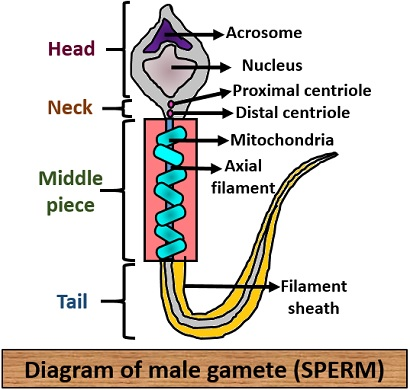 Head
Acrosome
Nucleus
Proximal centriole
Neck
Distal centriole
Mitochondria
Axial
filament
Middle
piece
Tail
Filament
sheath
Diagram of male gamete (SPERM)